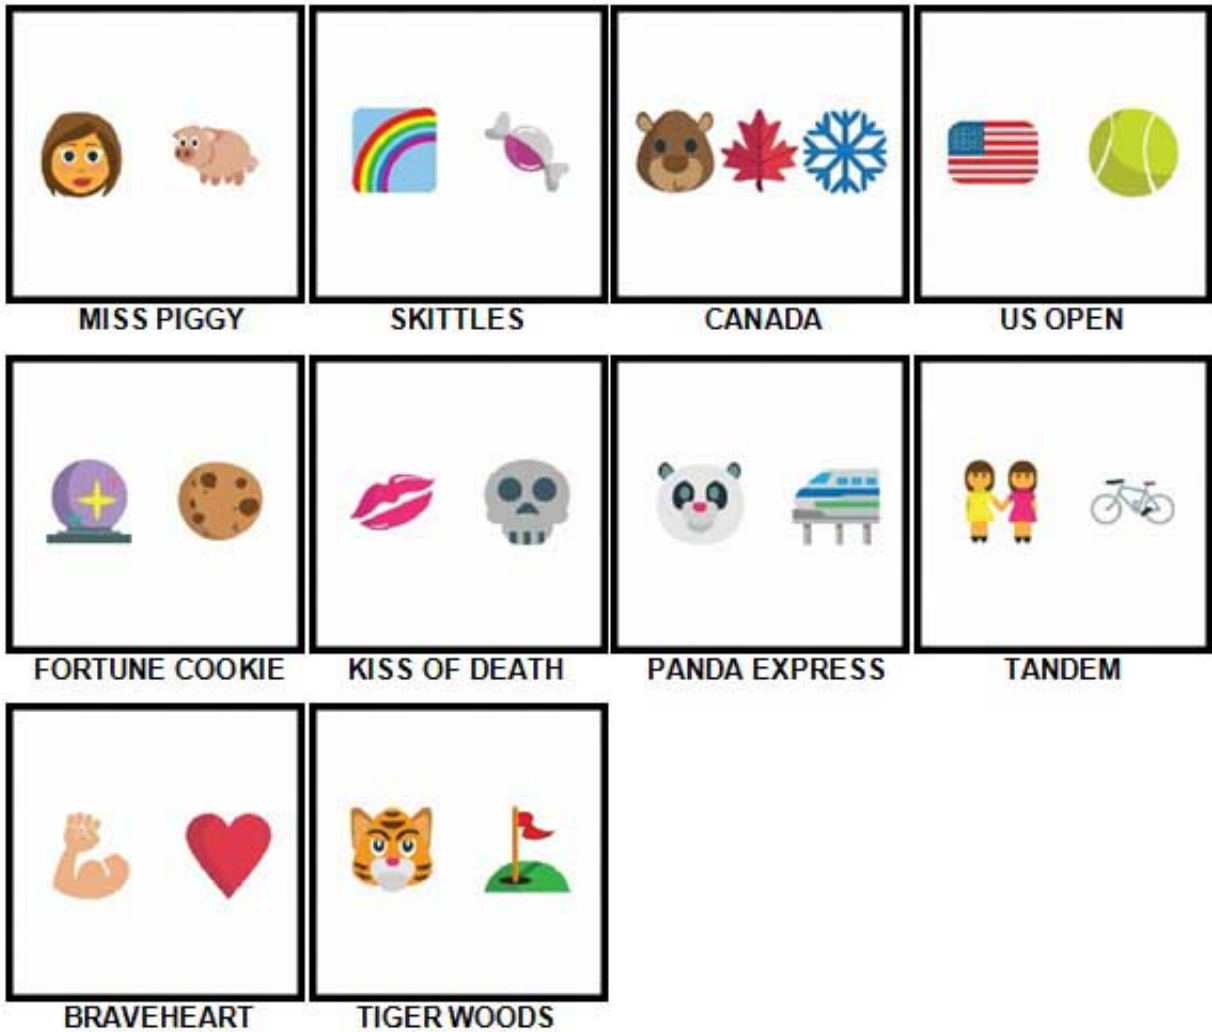 MISS PIGGY
SKITTLES
CANADA
US OPEN
FORTUNE COOKIE
KISS OF DEATH
PANDA EXPRESS
TANDEM
BRAVEHEART
TIGER WOODS